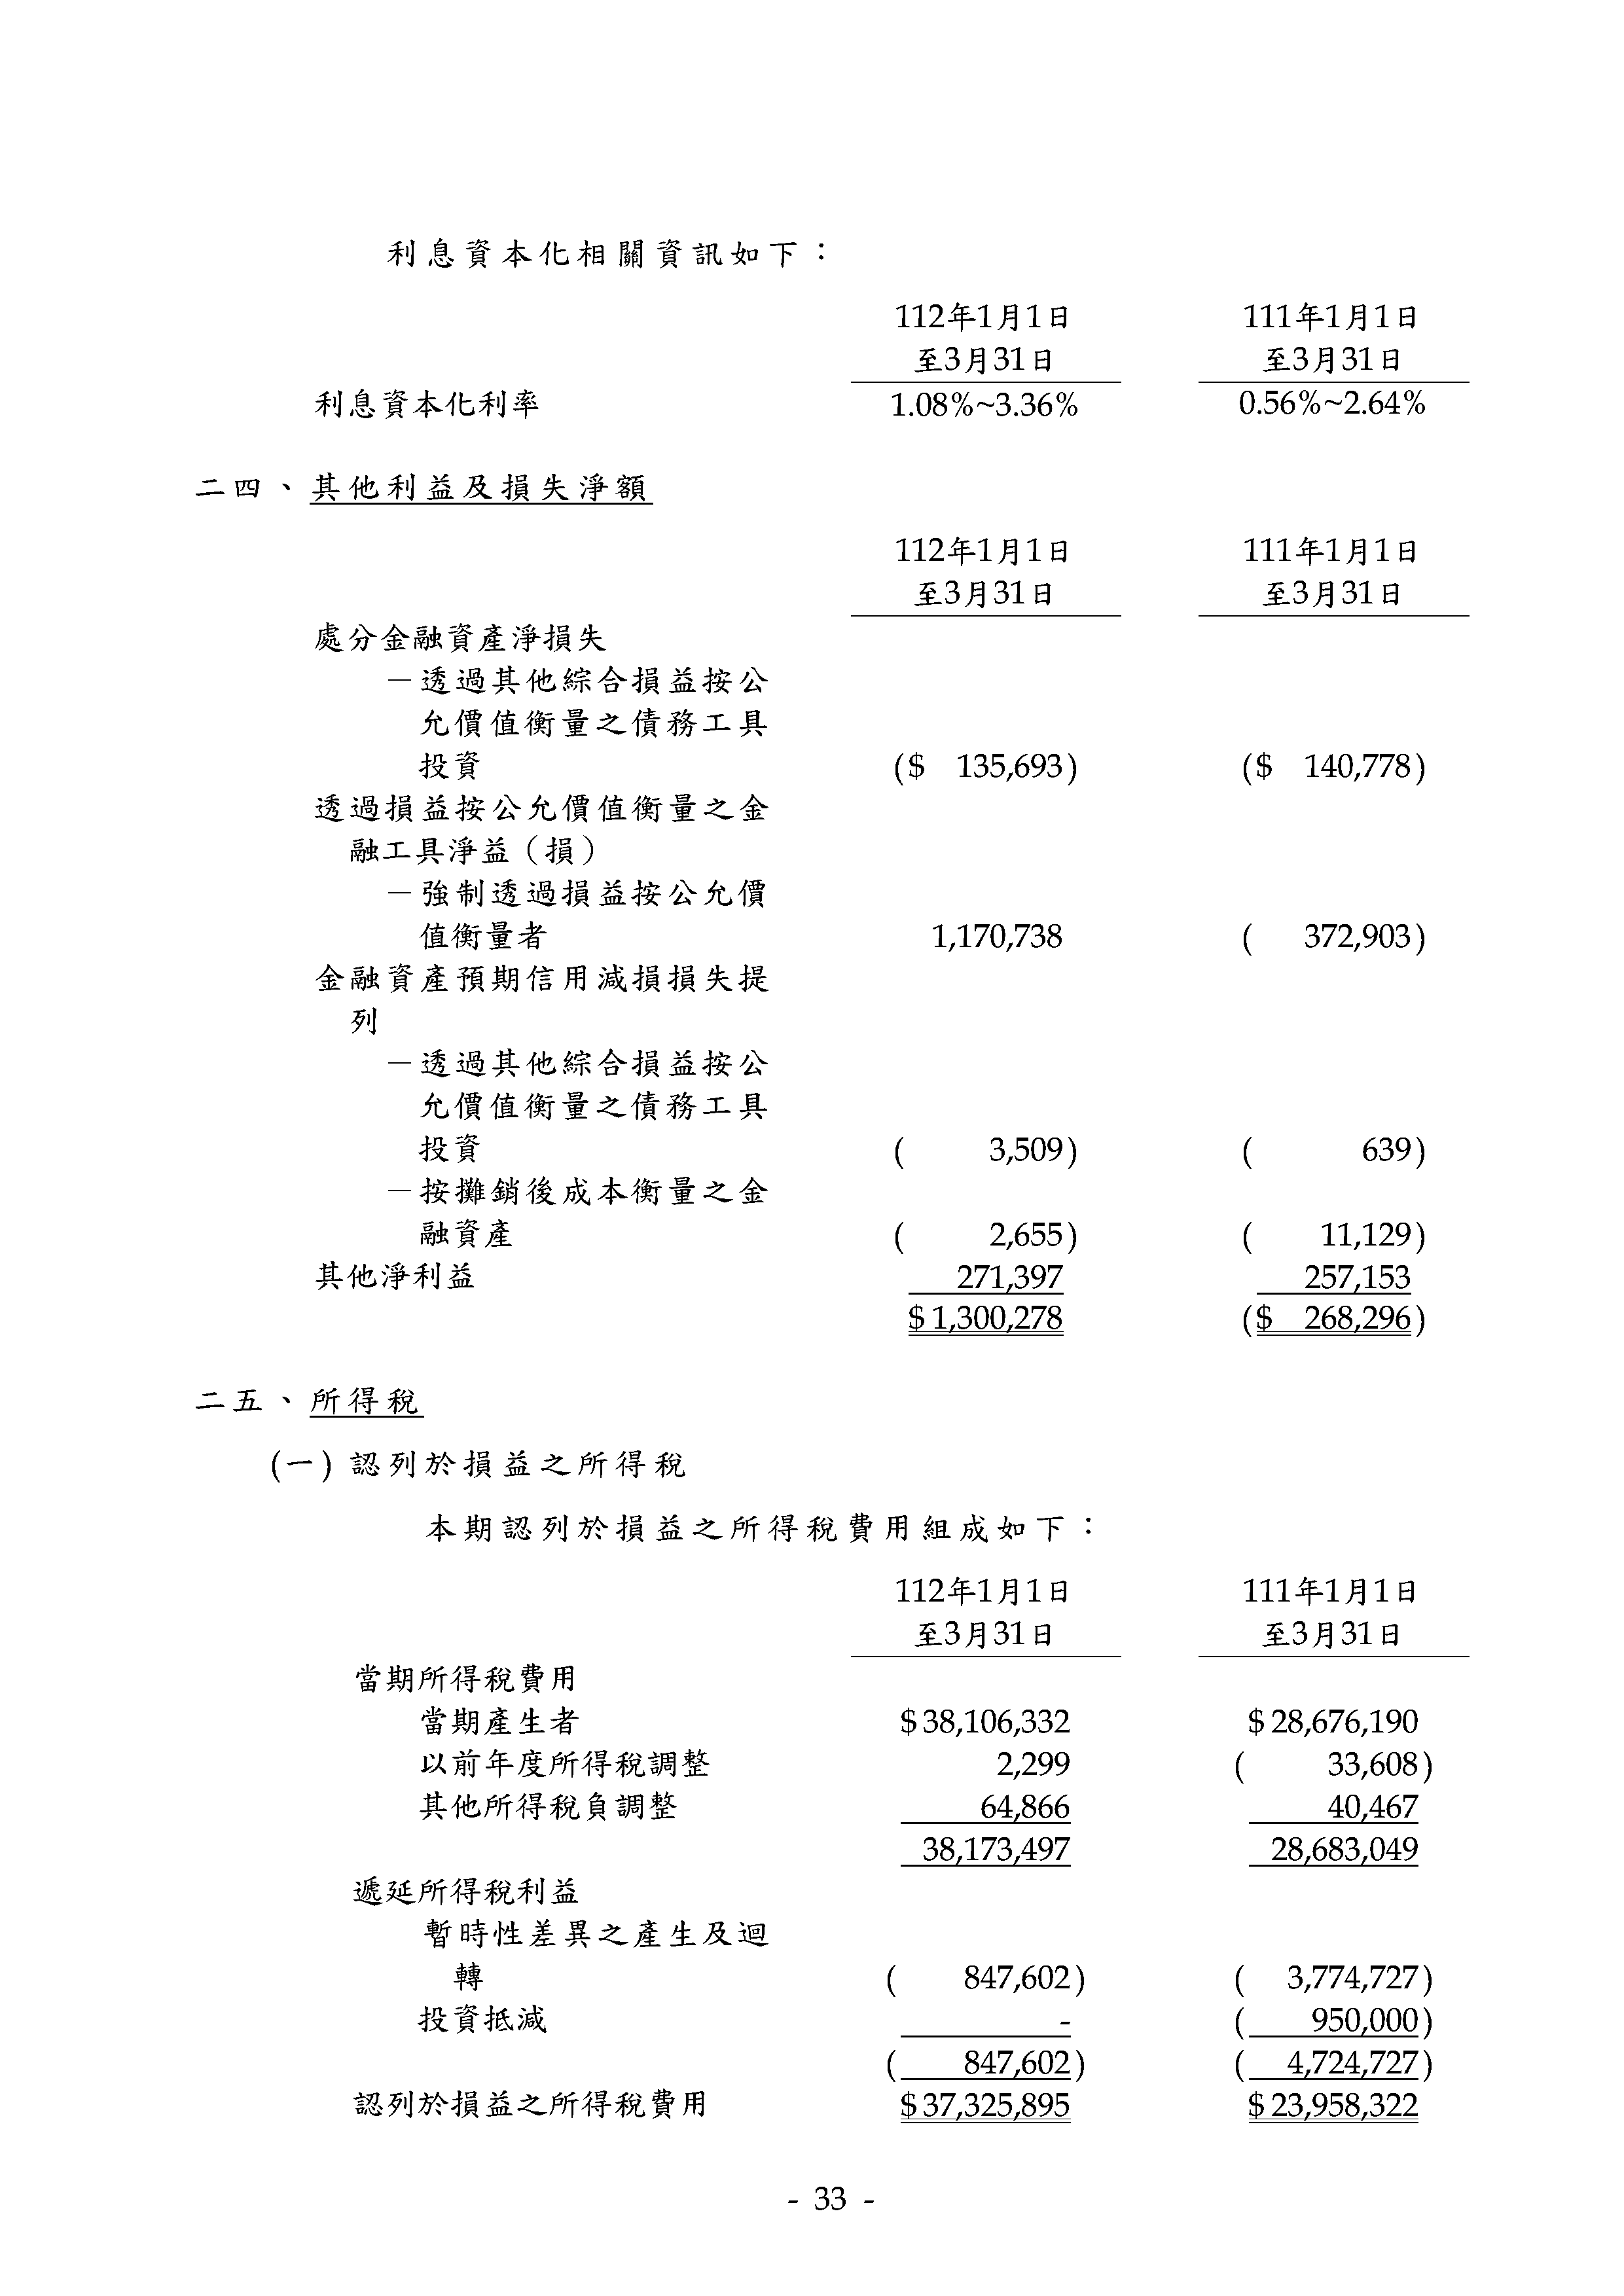 利息資本化相關資訊如下：
112年1月1日 111年1月1日
至3月31日 至3月31日
利息資本化利率 1.08%~3.36% 0.56%~2.64%
二四、其他利益及損失淨額
112年1月1日 111年1月1日
至3月31日 至3月31日
處分金融資產淨損失
－透過其他綜合損益按公
允價值衡量之債務工具
投資 ($ 135,693) ($ 140,778)
透過損益按公允價值衡量之金
融工具淨益（損）
－強制透過損益按公允價
值衡量者 1,170,738 ( 372,903)
金融資產預期信用減損損失提
列
－透過其他綜合損益按公
允價值衡量之債務工具
投資 ( 3,509) ( 639)
－按攤銷後成本衡量之金
融資產 ( 2,655) ( 11,129)
其他淨利益 271,397 257,153
$ 1,300,278 ($ 268,296)
二五、所得稅
(一) 認列於損益之所得稅
本期認列於損益之所得稅費用組成如下：
112年1月1日 111年1月1日
至3月31日 至3月31日
當期所得稅費用
當期產生者 $ 38,106,332 $ 28,676,190
以前年度所得稅調整 2,299 ( 33,608)
其他所得稅負調整 64,866 40,467
38,173,497 28,683,049
遞延所得稅利益
暫時性差異之產生及迴
轉 ( 847,602) ( 3,774,727)
投資抵減 - ( 950,000)
( 847,602) ( 4,724,727)
認列於損益之所得稅費用 $ 37,325,895 $ 23,958,322
- 33 -